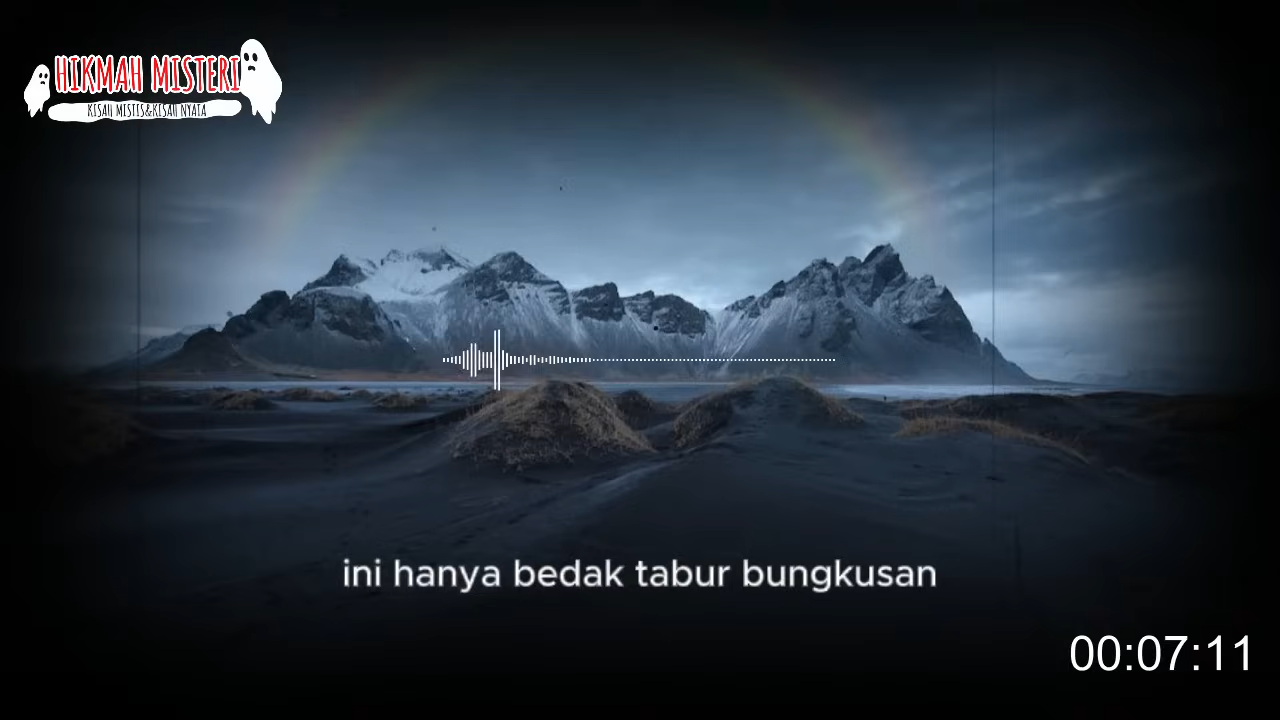 HIKMAH MISTERI
KISAH MISTIS&KISAH NYATA
ini hanya bedak tabur bungkusan
00:07:11